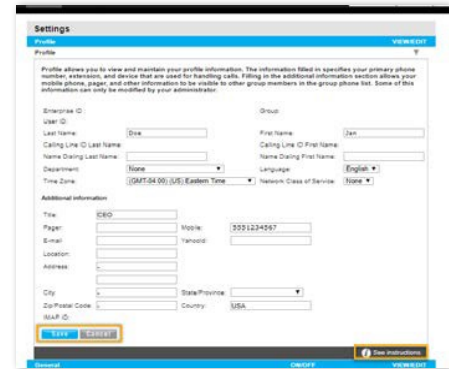 Settings
Profile VIEW/EDIT
Profile
Profile allows you to view and maintain your profile information. The information filled in specifies your primary phone
number, extension, and device that are used for handling calls. Filling in the additional information section allows your
mobile phone, pager, and other information to be visible to other group members in the group phone list. Some of this
information can only be modified by your administrator.
Enterprise ID: Group:
User ID:
Last Name: Doe First Name: Jan
Calling Line ID Last Name: Calling Line ID First Name:
Name Dialing Last Name: Name Dialing First Name:
Department: None Language: English
Time Zone: (GMT-04:00) (US) Eastern Time Network Class of Service: None
Additional information
Title: CEO
Pager: Mobile: 5551234567
E-mail: YahooId:
Location:
Address: -
City: - State/Province:
Zip/Postal Code: - Country: USA
IMAP ID:
Save Cancel
See instructions
General ON/OFF VIEW/EDIT